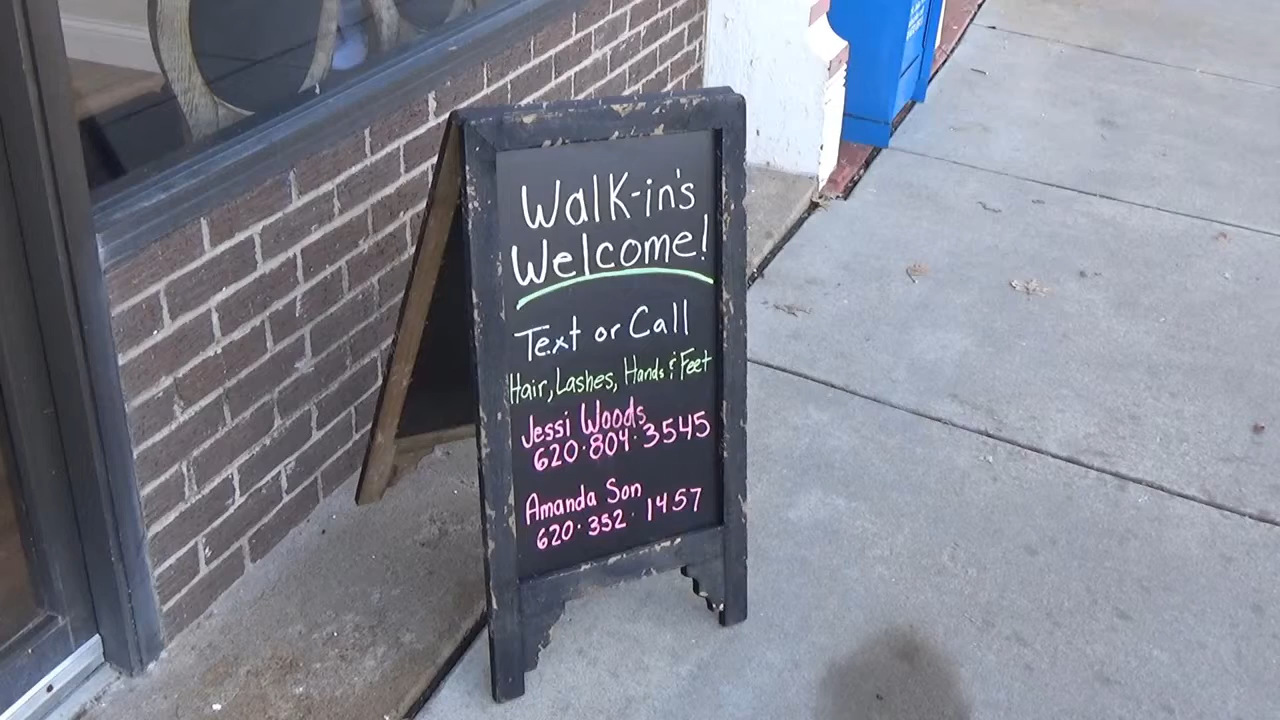 Walk-in's
Welcome!
Text or Call
Hair, Lashes, Hands & Feet
Jessi Woods
620·804·3545
Amanda Son
620·352·1457